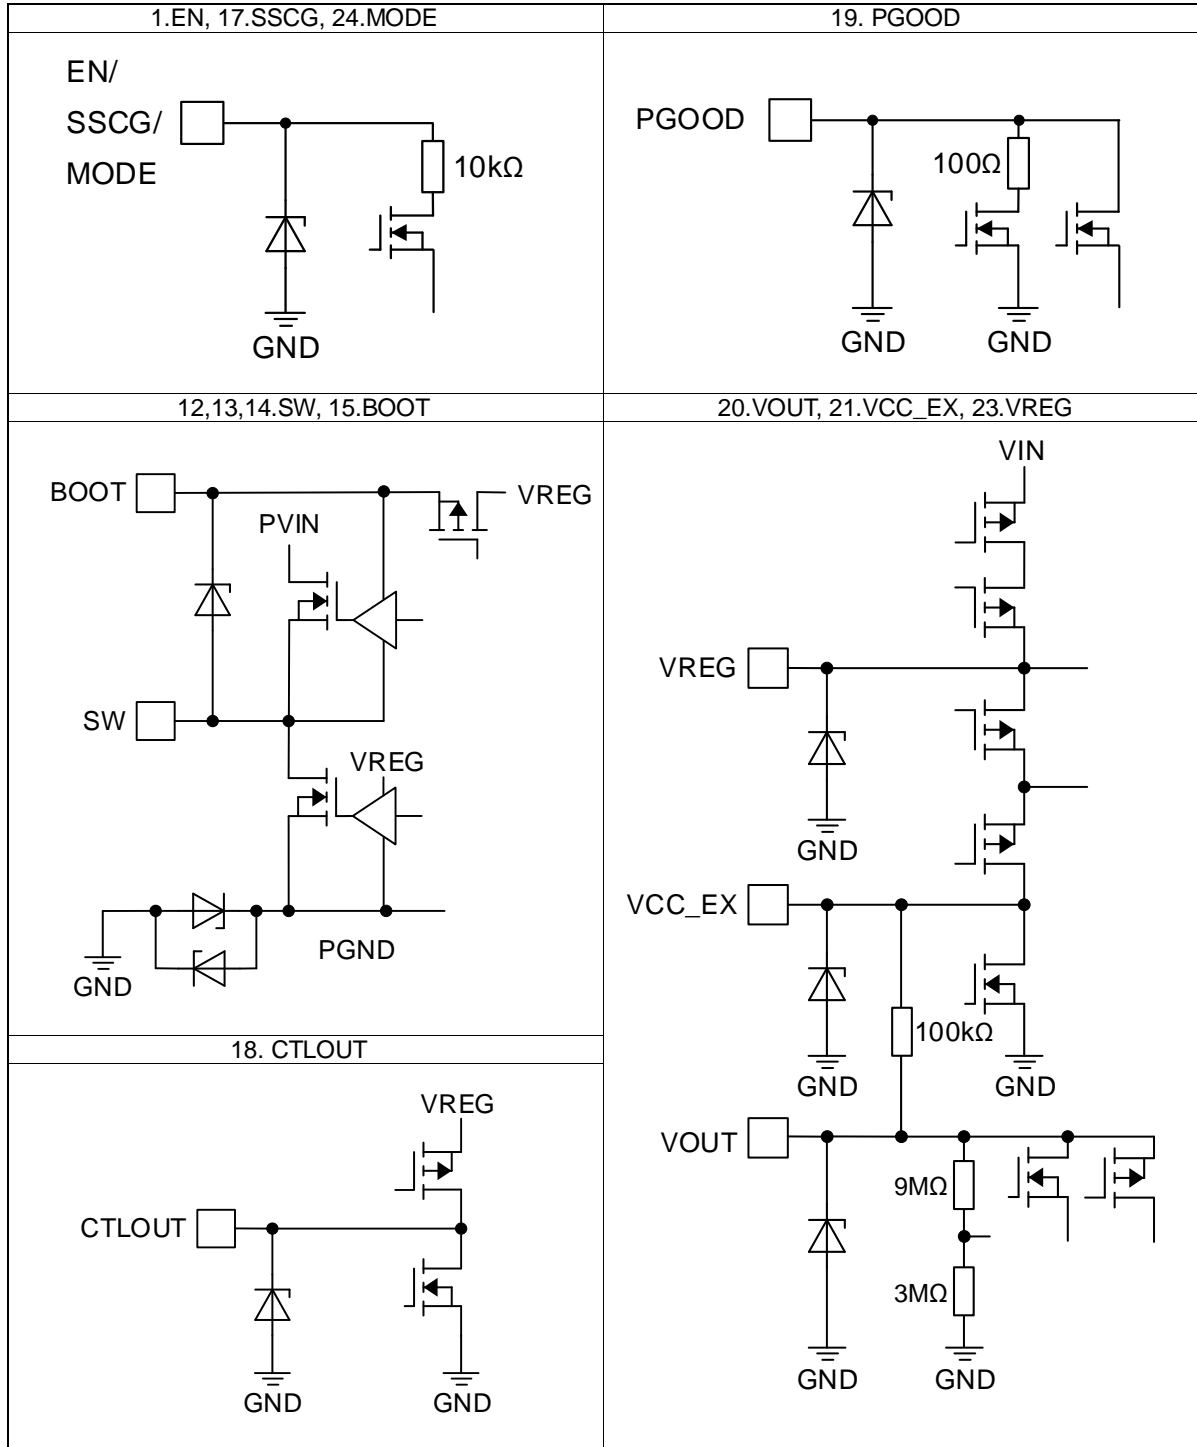 1.EN, 17.SSCG, 24.MODE
EN/
SSCG/
MODE
10kΩ
GND
19. PGOOD
PGOOD
100Ω
GND
GND
12,13,14.SW, 15.BOOT
BOOT
VREG
PVIN
SW
VREG
PGND
GND
20.VOUT, 21.VCC_EX, 23.VREG
VIN
VREG
GND
VCC_EX
100kΩ
GND
GND
VOUT
9MΩ
3MΩ
GND
GND
18. CTLOUT
VREG
CTLOUT
GND
GND